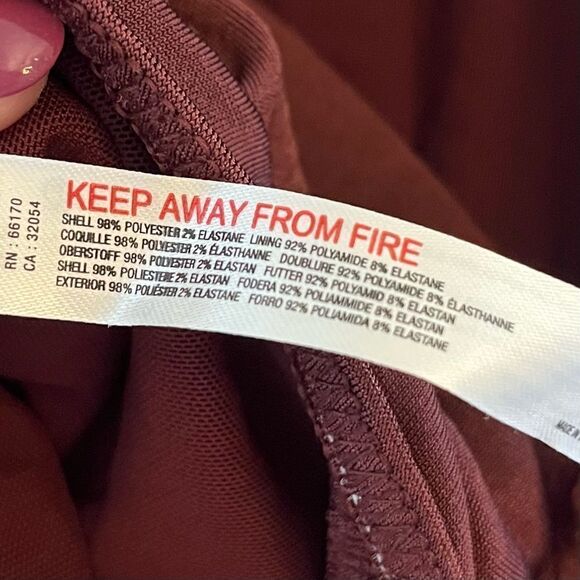 RN : 66170
CA : 32054
KEEP AWAY FROM FIRE
SHELL 98% POLYESTER 2% ELASTANE LINING 92% POLYAMIDE 8% ELASTANE
COQUILLE 98% POLYESTER 2% ÉLASTHANNE DOUBLURE 92% POLYAMIDE 8% ÉLASTHANNE
OBERSTOFF 98% POLYESTER 2% ELASTAN FUTTER 92% POLYAMID 8% ELASTAN
SHELL 98% POLIESTERE 2% ELASTAN FODERA 92% POLIAMMIDE 8% ELASTAN
EXTERIOR 98% POLIÉSTER 2% ELASTANE FORRO 92% POLIAMIDA 8% ELASTANE
MADE IN